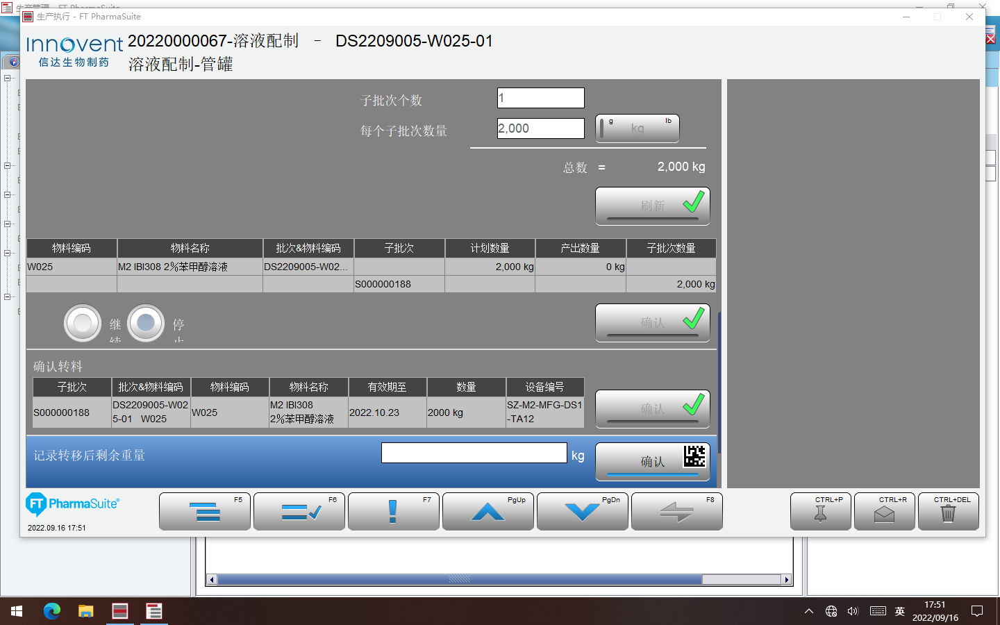 生产管理 - FT PharmaSuite
生产执行 - FT PharmaSuite
Innovent
信达生物制药
20220000067-溶液配制 - DS2209005-W025-01
溶液配制-管罐
子批次个数 1
每个子批次数量 2,000 g kg lb
总数 = 2,000 kg
刷新
物料编码 物料名称 批次&物料编码 子批次 计划数量 产出数量 子批次数量
W025 M2 IBI308 2%苯甲醇溶液 DS2209005-W02... 2,000 kg 0 kg
S000000188 2,000 kg
继 停
确认
确认转料
子批次 批次&物料编码 物料编码 物料名称 有效期至 数量 设备编号
S000000188 DS2209005-W02 5-01 W025 W025 M2 IBI308 2%苯甲醇溶液 2022.10.23 2000 kg SZ-M2-MFG-DS1 -TA12
确认
记录转移后剩余重量 kg 确认
FT PharmaSuite
2022.09.16 17:51
F5 F6 F7 PgUp PgDn F8 CTRL+P CTRL+R CTRL+DEL
英
17:51
2022/09/16